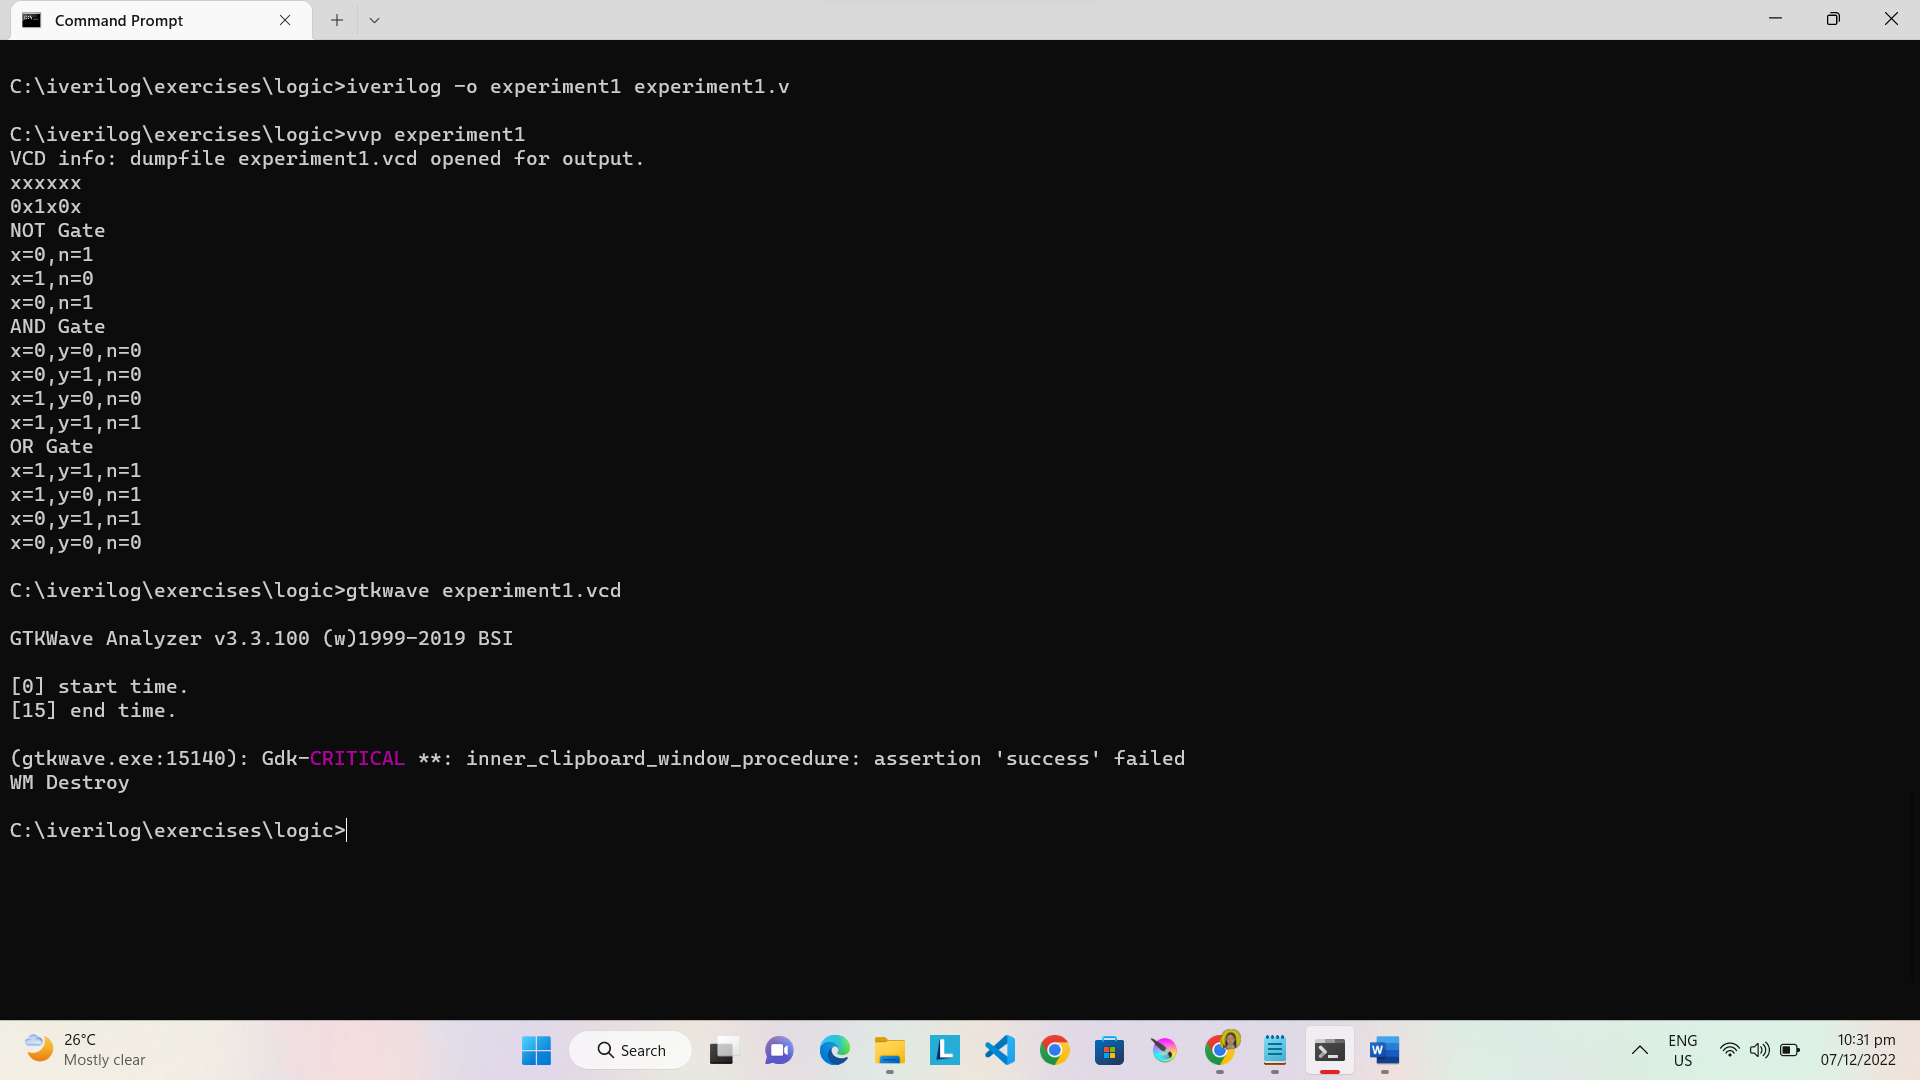 Command Prompt
C:\iverilog\exercises\logic>iverilog -o experiment1 experiment1.v
C:\iverilog\exercises\logic>vvp experiment1
VCD info: dumpfile experiment1.vcd opened for output.
xxxxxx
0x1x0x
NOT Gate
x=0,n=1
x=1,n=0
x=0,n=1
AND Gate
x=0,y=0,n=0
x=0,y=1,n=0
x=1,y=0,n=0
x=1,y=1,n=1
OR Gate
x=1,y=1,n=1
x=1,y=0,n=1
x=0,y=1,n=1
x=0,y=0,n=0
C:\iverilog\exercises\logic>gtkwave experiment1.vcd
GTKWave Analyzer v3.3.100 (w)1999-2019 BSI
[0] start time.
[15] end time.
(gtkwave.exe:15140): Gdk-CRITICAL **: inner_clipboard_window_procedure: assertion 'success' failed
WM Destroy
C:\iverilog\exercises\logic>
26°C
Mostly clear
Search
L
W
ENG
US
10:31 pm
07/12/2022